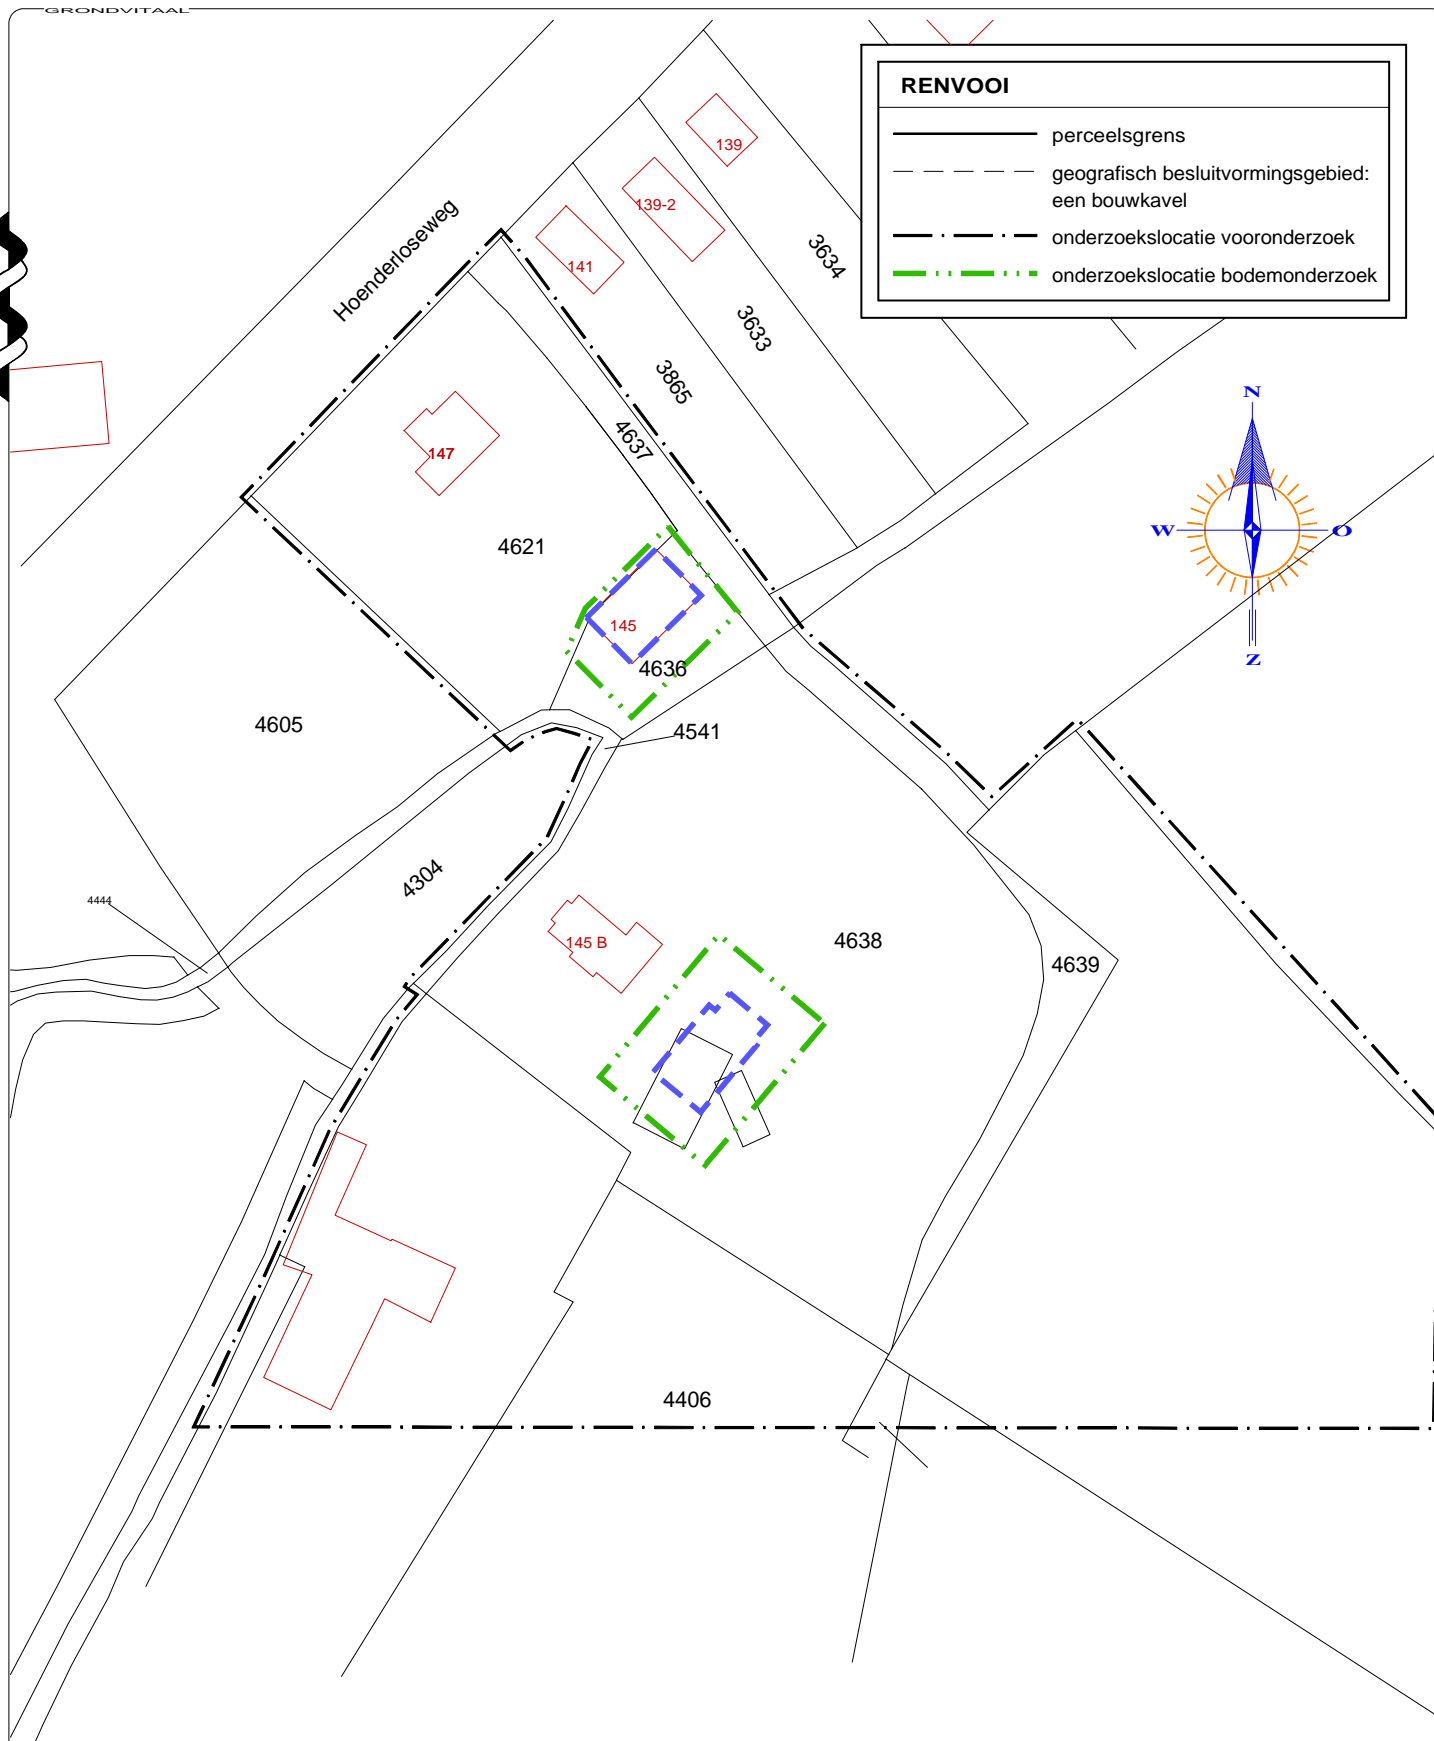 GRONDVITAAL
RENVOOI
perceelsgrens
geografisch besluitvormingsgebied:
een bouwkavel
onderzoekslocatie vooronderzoek
onderzoekslocatie bodemonderzoek
139
139-2
141
Hoenderloseweg
3634
3633
3865
4637
147
4621
145
4636
4605
4541
N
W
O
Z
4304
4444
145 B
4638
4639
4406